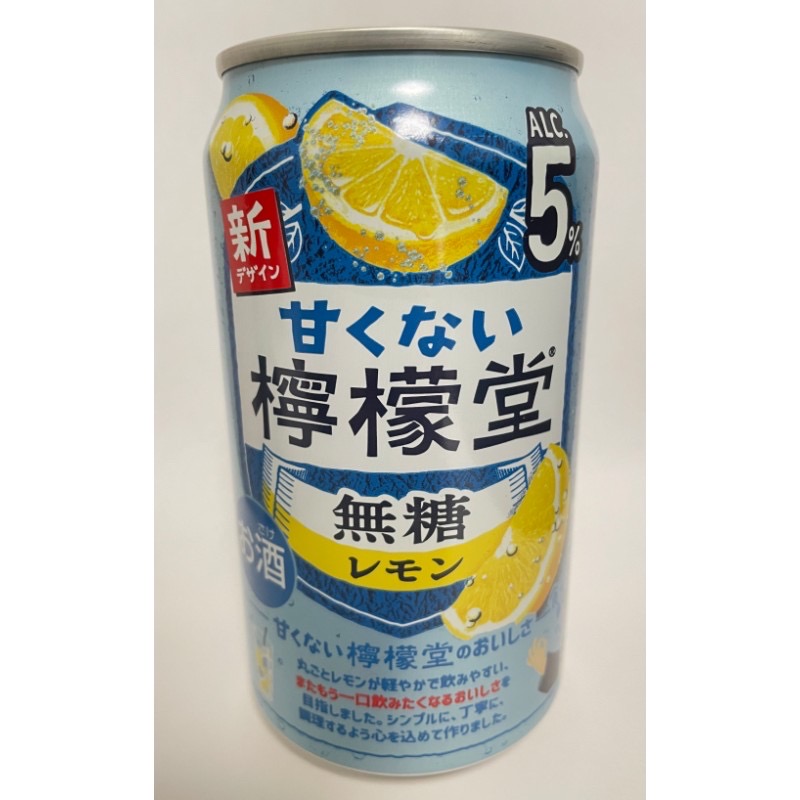 ALC.
5%
新
デザイン
甘くない
檸檬堂®
無糖
レモン
さけ
お酒
甘くない檸檬堂のおいしさ
丸ごとレモンが軽やかで飲みやすい、
またもう一口飲みたくなるおいしさを
目指しました。シンプルに、丁寧に、
調理するよう心を込めて作りました。